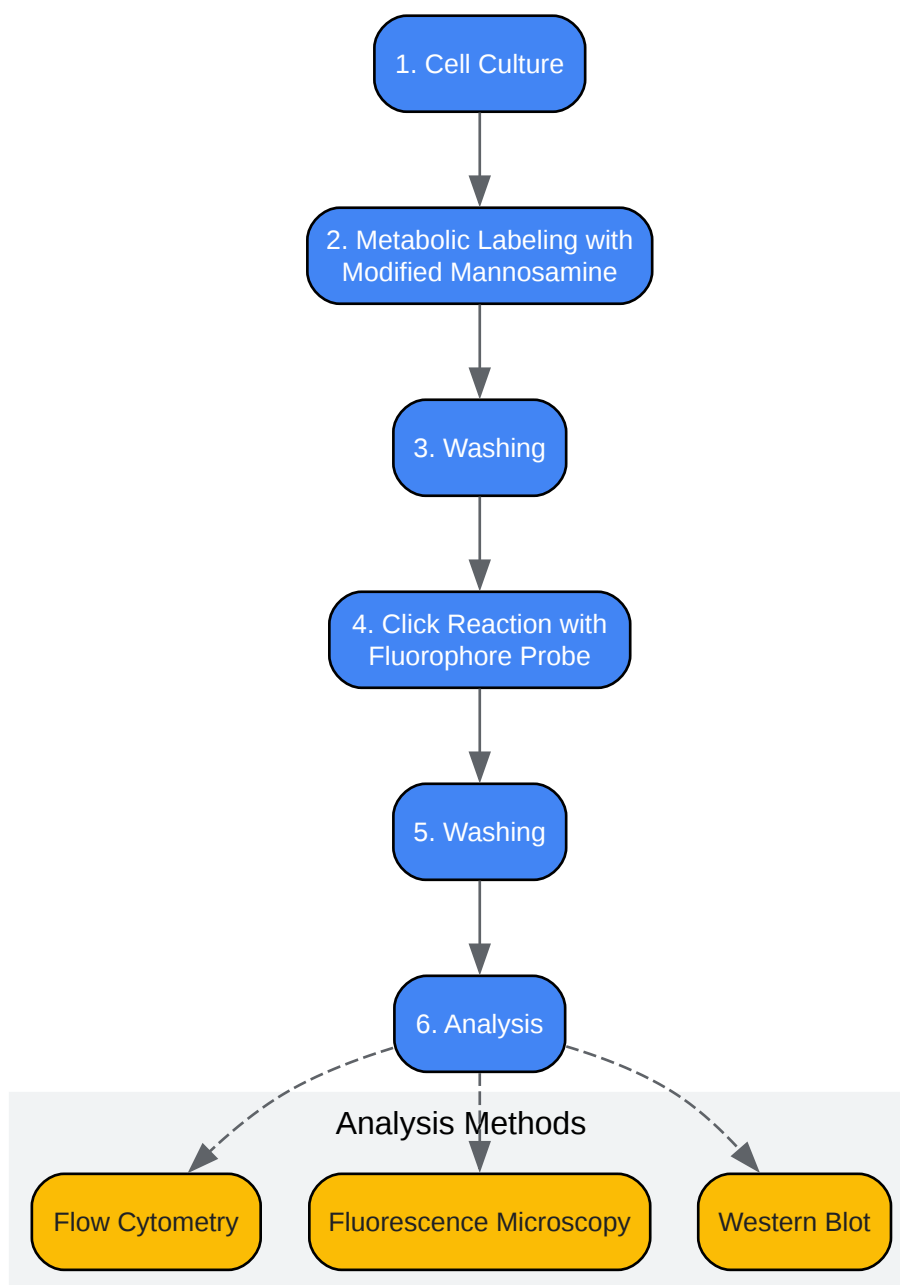 1. Cell Culture
2. Metabolic Labeling with
Modified Mannosamine
3. Washing
4. Click Reaction with
Fluorophore Probe
5. Washing
6. Analysis
Analysis Methods
Flow Cytometry
Fluorescence Microscopy
Western Blot